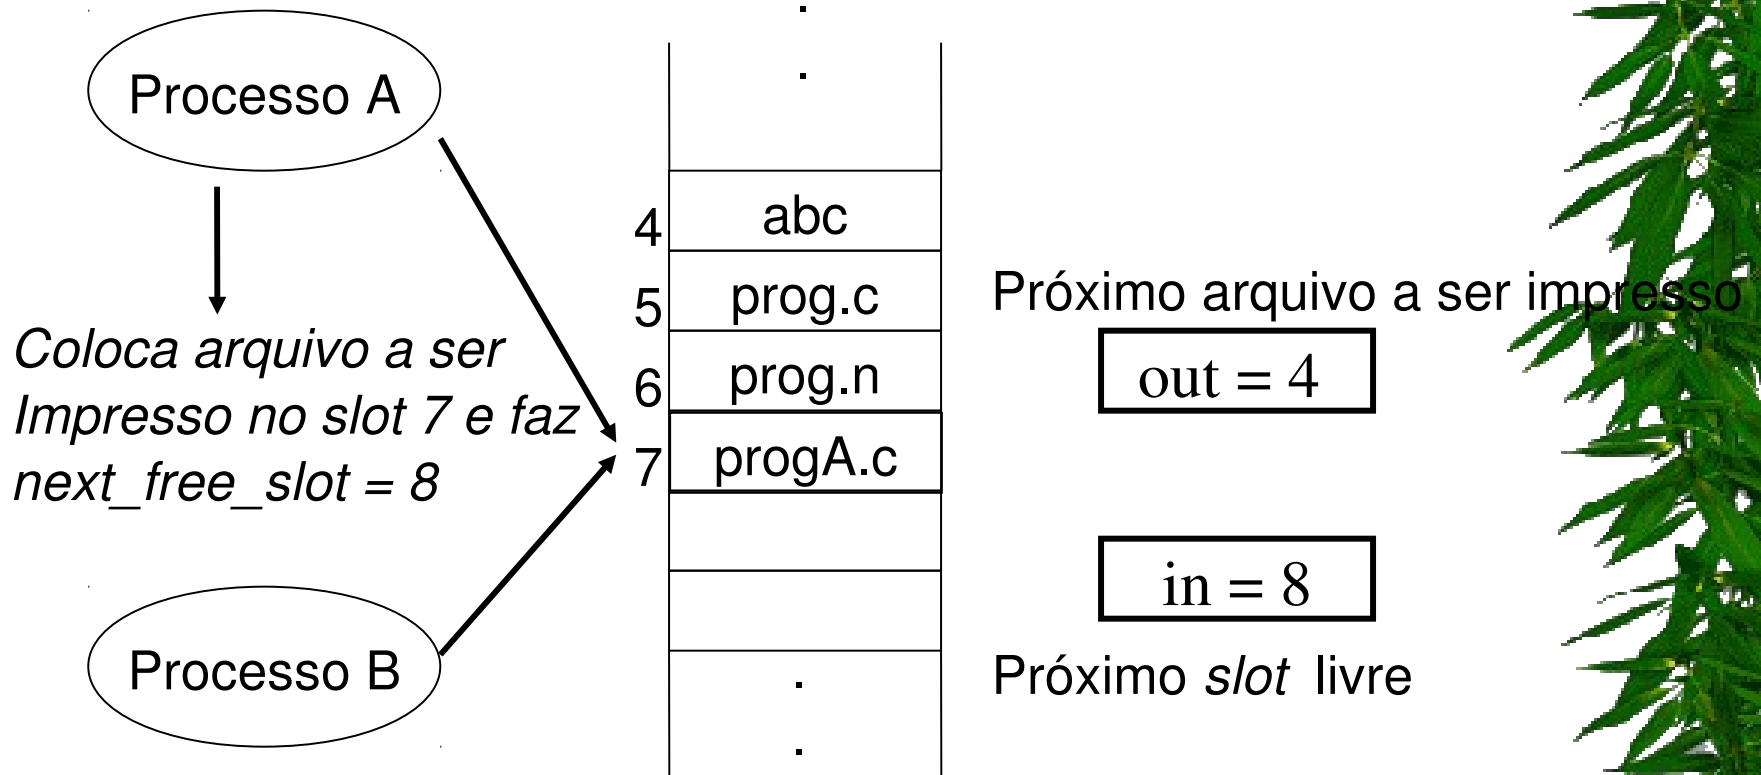 Processo A
Coloca arquivo a ser
Impresso no slot 7 e faz
next_free_slot = 8
Processo B
4 abc
5 prog.c
6 prog.n
7 progA.c
Próximo arquivo a ser impresso
out = 4
in = 8
Próximo slot livre